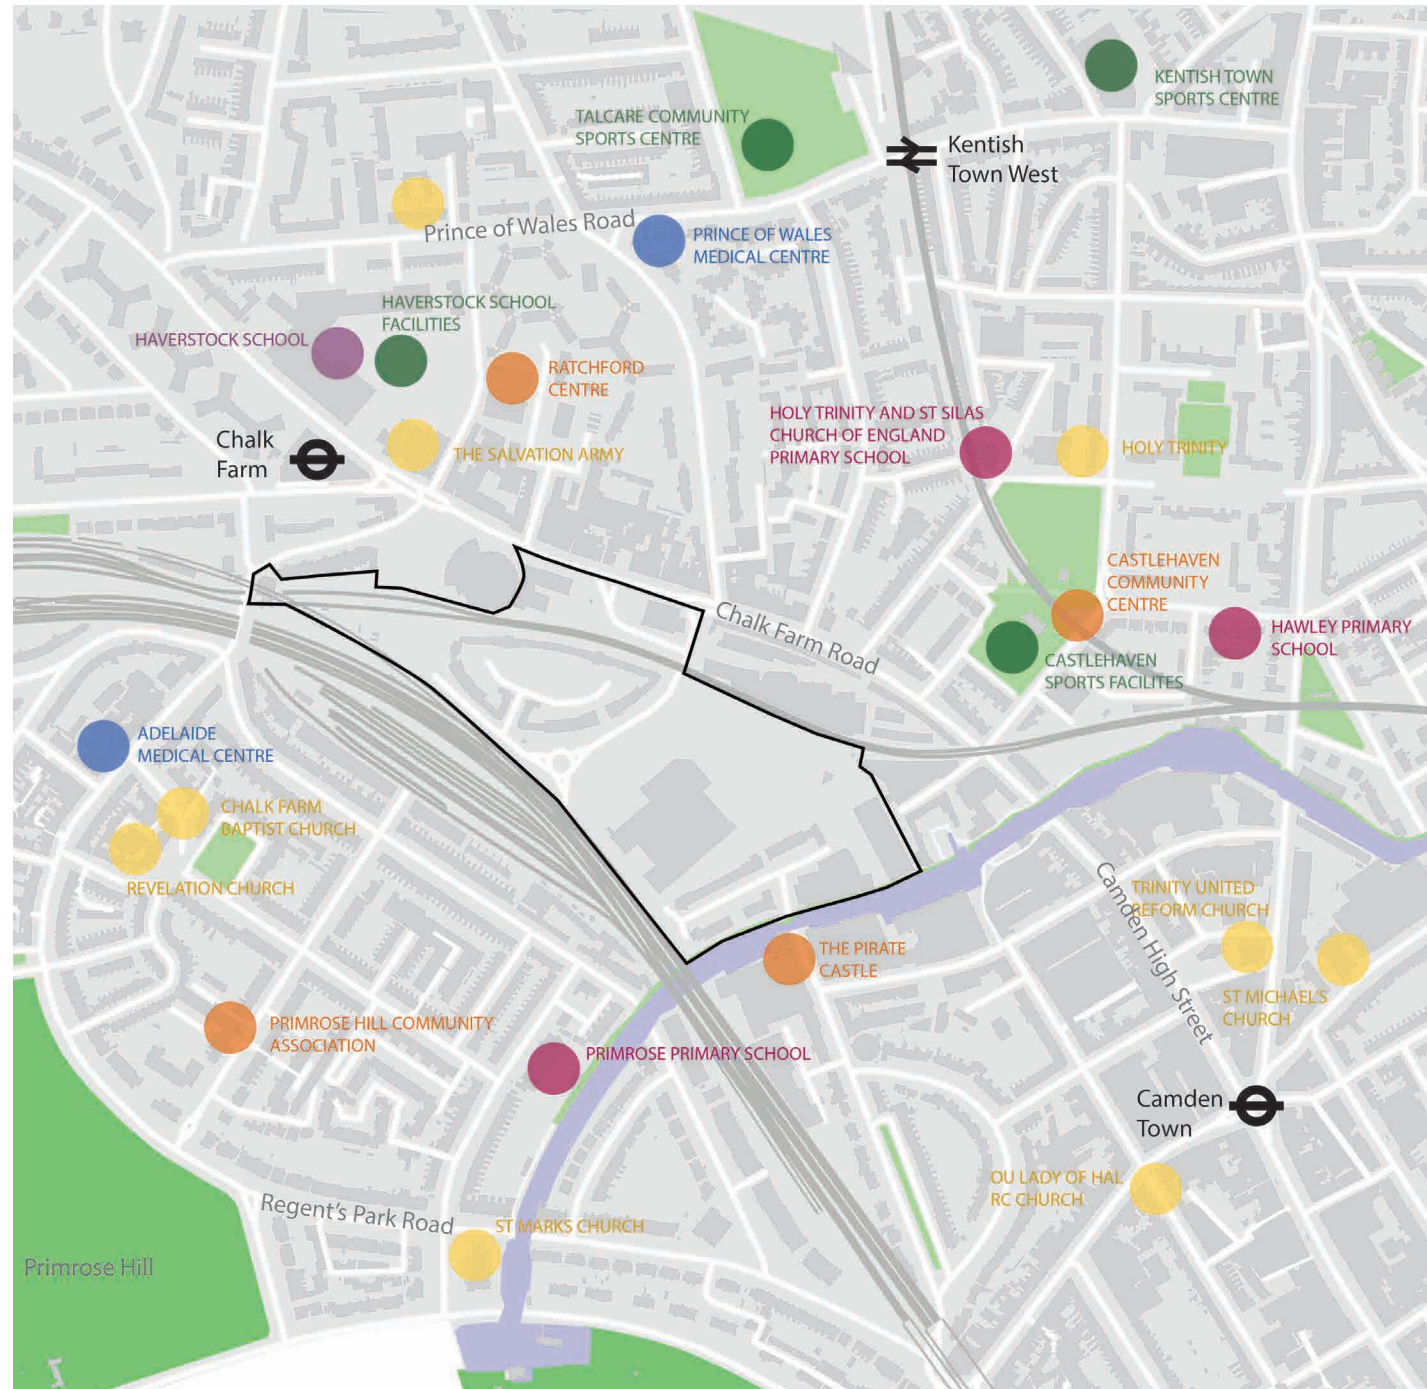 KENTISH TOWN
SPORTS CENTRE
TALCARE COMMUNITY
SPORTS CENTRE
Kentish
Town West
Prince of Wales Road
PRINCE OF WALES
MEDICAL CENTRE
HAVERSTOCK SCHOOL
FACILITIES
HAVERSTOCK SCHOOL
RATCHFORD
CENTRE
HOLY TRINITY AND ST SILAS
CHURCH OF ENGLAND
PRIMARY SCHOOL
Chalk
Farm
THE SALVATION ARMY
HOLY TRINITY
CASTLEHAVEN
COMMUNITY
CENTRE
Chalk Farm Road
HAWLEY PRIMARY
SCHOOL
CASTLEHAVEN
SPORTS FACILITES
ADELAIDE
MEDICAL CENTRE
CHALK FARM
BAPTIST CHURCH
REVELATION CHURCH
Camden High Street
TRINITY UNITED
REFORM CHURCH
THE PIRATE
CASTLE
ST MICHAEL'S
CHURCH
PRIMROSE HILL COMMUNITY
ASSOCIATION
PRIMROSE PRIMARY SCHOOL
Camden
Town
OU LADY OF HAL
RC CHURCH
Regent's Park Road
ST MARKS CHURCH
Primrose Hill